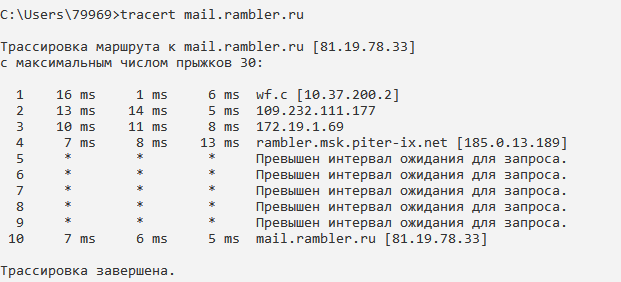 C:\Users\79969>tracert mail.rambler.ru
Трассировка маршрута к mail.rambler.ru [81.19.78.33]
с максимальным числом прыжков 30:
1 16 ms 1 ms 6 ms wf.c [10.37.200.2]
2 13 ms 14 ms 5 ms 109.232.111.177
3 10 ms 11 ms 8 ms 172.19.1.69
4 7 ms 8 ms 13 ms rambler.msk.piter-ix.net [185.0.13.189]
5 * * * Превышен интервал ожидания для запроса.
6 * * * Превышен интервал ожидания для запроса.
7 * * * Превышен интервал ожидания для запроса.
8 * * * Превышен интервал ожидания для запроса.
9 * * * Превышен интервал ожидания для запроса.
10 7 ms 6 ms 5 ms mail.rambler.ru [81.19.78.33]
Трассировка завершена.